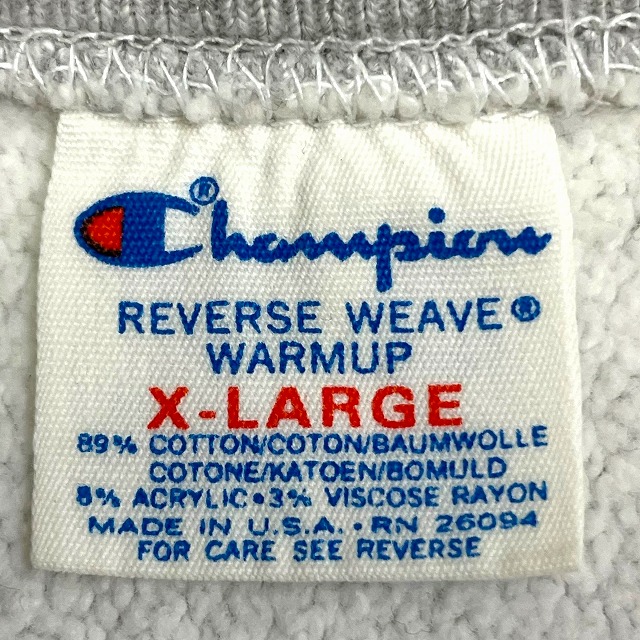 Champion®
REVERSE WEAVE®
WARMUP
X-LARGE
89% COTTON/COTON/BAUMWOLLE
COTONE/KATOEN/BOMULD
8% ACRYLIC•3% VISCOSE RAYON
MADE IN U.S.A.•RN 26094
FOR CARE SEE REVERSE